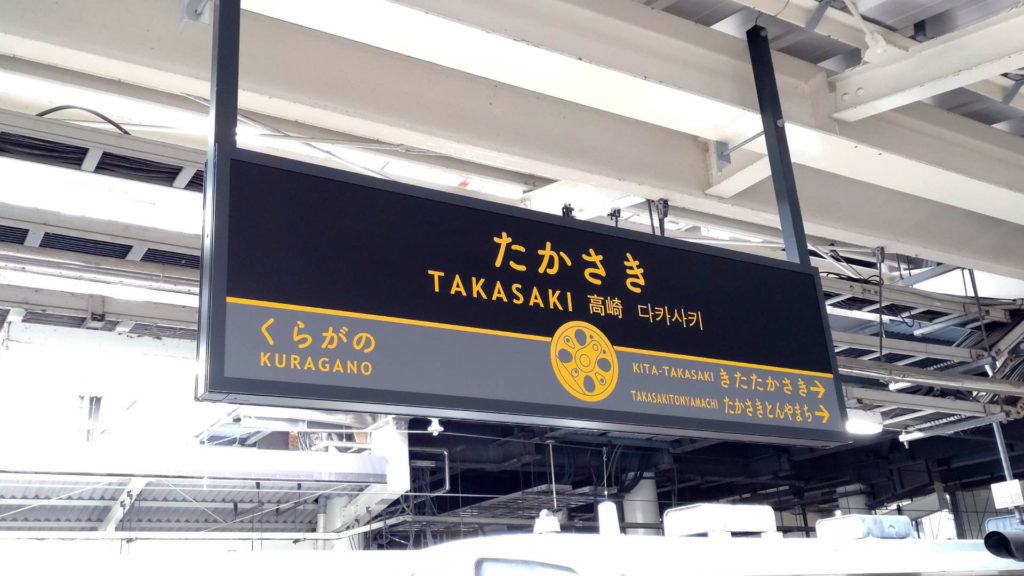 たかさき
TAKASAKI 高崎 다카사키
くらがの
KURAGANO
KITA-TAKASAKI きたたかさき→
TAKASAKITONYAMACHI たかさきとんやまち→